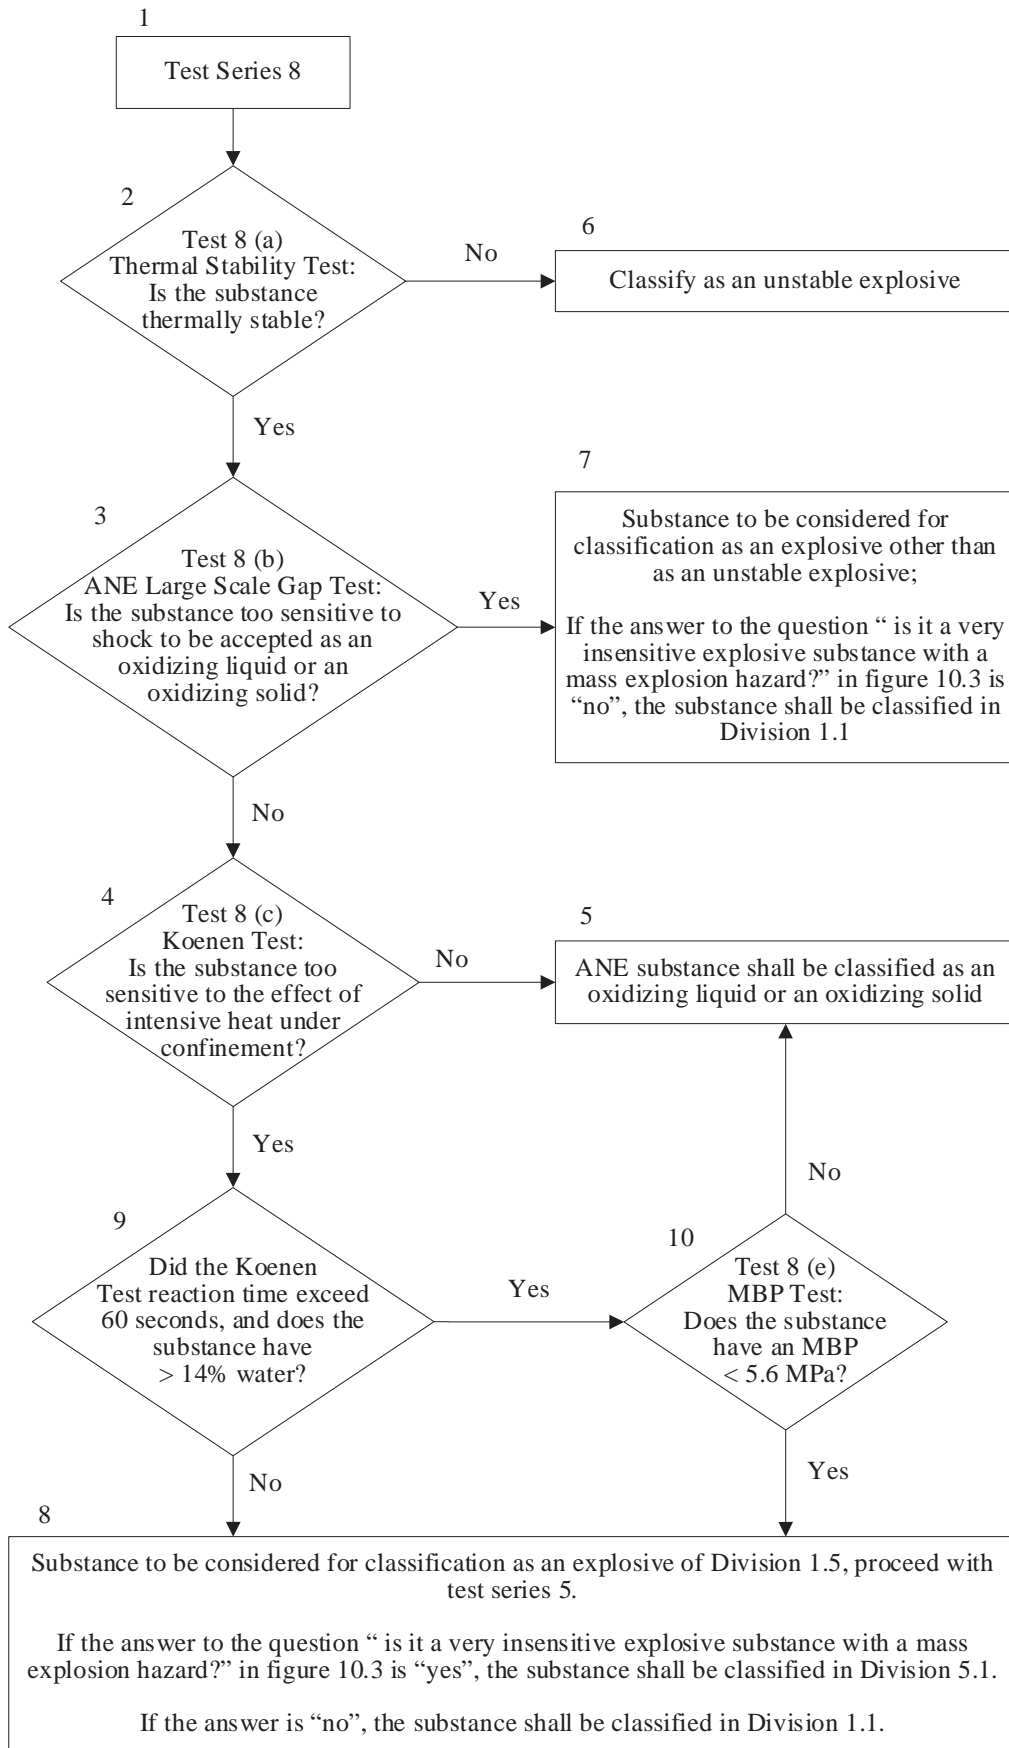 1
Test Series 8
2
Test 8 (a)
Thermal Stability Test:
Is the substance
thermally stable?
No
6
Classify as an unstable explosive
Yes
3
Test 8 (b)
ANE Large Scale Gap Test:
Is the substance too sensitive to
shock to be accepted as an
oxidizing liquid or an
oxidizing solid?
Yes
7
Substance to be considered for
classification as an explosive other than
as an unstable explosive;
If the answer to the question “ is it a very
insensitive explosive substance with a
mass explosion hazard?” in figure 10.3 is
“no”, the substance shall be classified in
Division 1.1
No
4
Test 8 (c)
Koenen Test:
Is the substance too
sensitive to the effect of
intensive heat under
confinement?
No
5
ANE substance shall be classified as an
oxidizing liquid or an oxidizing solid
Yes
No
9
Did the Koenen
Test reaction time exceed
60 seconds, and does the
substance have
> 14% water?
Yes
10
Test 8 (e)
MBP Test:
Does the substance
have an MBP
< 5.6 MPa?
No
Yes
8
Substance to be considered for classification as an explosive of Division 1.5, proceed with
test series 5.
If the answer to the question “ is it a very insensitive explosive substance with a mass
explosion hazard?” in figure 10.3 is “yes”, the substance shall be classified in Division 5.1.
If the answer is “no”, the substance shall be classified in Division 1.1.